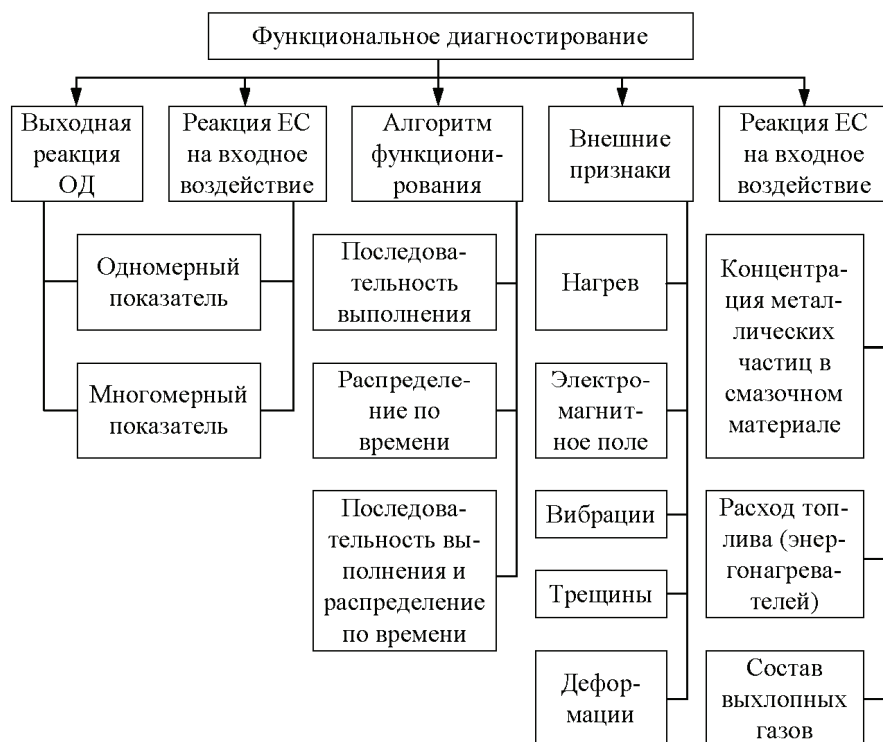 Функциональное диагностирование
Выходная
реакция
ОД
Реакция ЕС
на входное
воздействие
Алгоритм
функциони-
рования
Внешние
признаки
Реакция ЕС
на входное
воздействие
Одномерный
показатель
Многомерный
показатель
Последова-
тельность
выполнения
Распределе-
ние по
времени
Последова-
тельность вы-
полнения и
распределение
по времени
Нагрев
Электро-
магнит-
ное поле
Вибрации
Трещины
Дефор-
мации
Концентра-
ция метал-
лических
частиц в
смазочном
материале
Расход топ-
лива (энер-
гонагрева-
телей)
Состав
выхлопных
газов